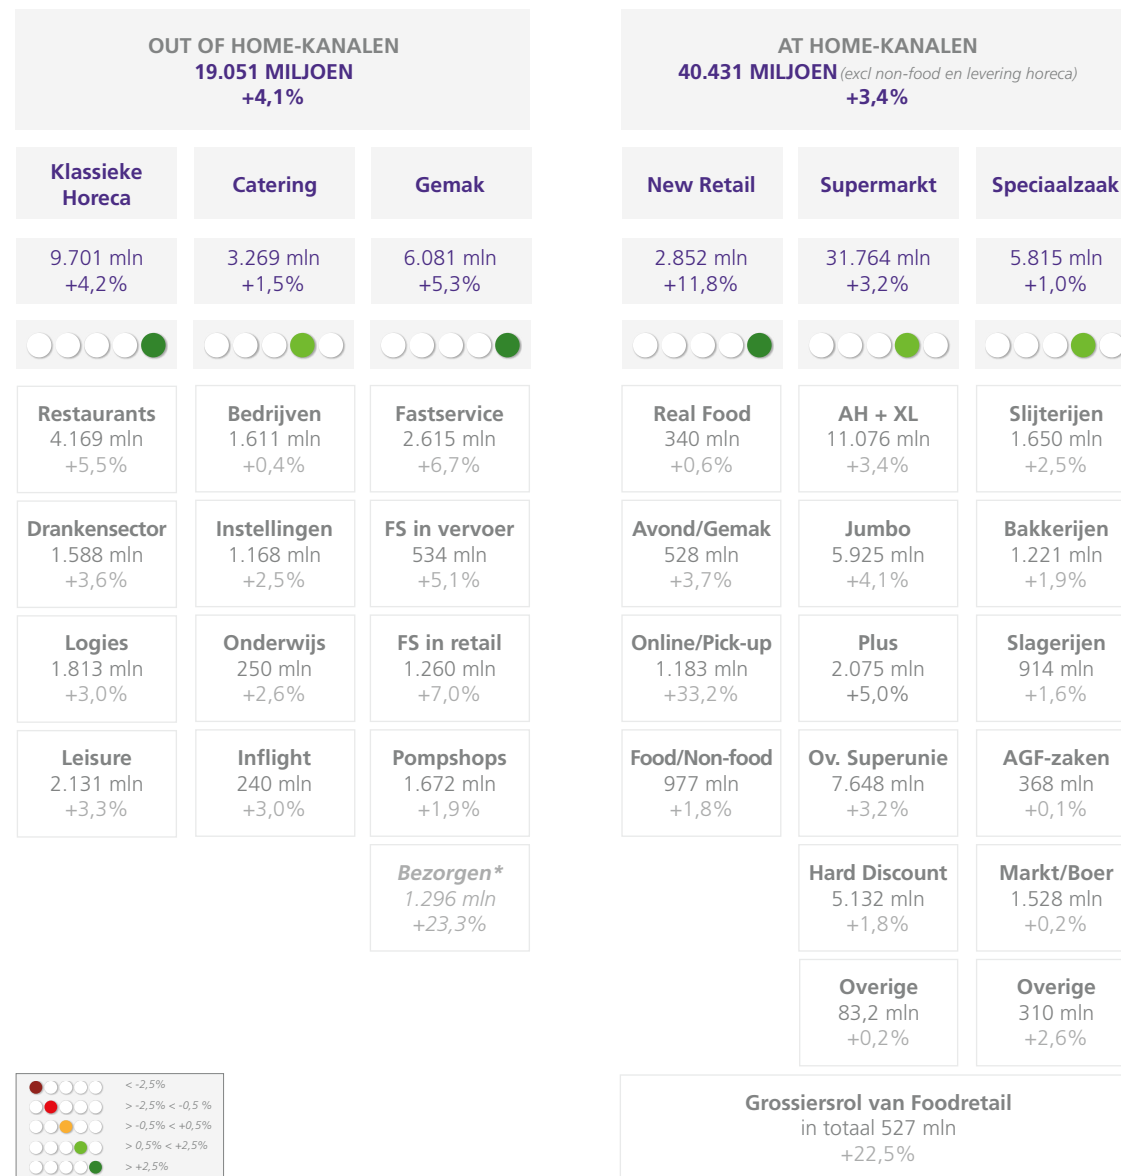 OUT OF HOME-KANALEN
19.051 MILJOEN
+4,1%
Klassieke
Horeca
Catering
Gemak
9.701 mln
+4,2%
3.269 mln
+1,5%
6.081 mln
+5,3%
Restaurants
4.169 mln
+5,5%
Bedrijven
1.611 mln
+0,4%
Fastservice
2.615 mln
+6,7%
Drankensector
1.588 mln
+3,6%
Instellingen
1.168 mln
+2,5%
FS in vervoer
534 mln
+5,1%
Logies
1.813 mln
+3,0%
Onderwijs
250 mln
+2,6%
FS in retail
1.260 mln
+7,0%
Leisure
2.131 mln
+3,3%
Inflight
240 mln
+3,0%
Pompshops
1.672 mln
+1,9%
Bezorgen*
1.296 mln
+23,3%
AT HOME-KANALEN
40.431 MILJOEN (excl non-food en levering horeca)
+3,4%
New Retail
Supermarkt
Speciaalzaak
2.852 mln
+11,8%
31.764 mln
+3,2%
5.815 mln
+1,0%
Real Food
340 mln
+0,6%
AH + XL
11.076 mln
+3,4%
Slijterijen
1.650 mln
+2,5%
Avond/Gemak
528 mln
+3,7%
Jumbo
5.925 mln
+4,1%
Bakkerijen
1.221 mln
+1,9%
Online/Pick-up
1.183 mln
+33,2%
Plus
2.075 mln
+5,0%
Slagerijen
914 mln
+1,6%
Food/Non-food
977 mln
+1,8%
Ov. Superunie
7.648 mln
+3,2%
AGF-zaken
368 mln
+0,1%
Hard Discount
5.132 mln
+1,8%
Markt/Boer
1.528 mln
+0,2%
Overige
83,2 mln
+0,2%
Overige
310 mln
+2,6%
Grossiersrol van Foodretail
in totaal 527 mln
+22,5%
< -2,5%
> -2,5% < -0,5 %
> -0,5% < +0,5%
> 0,5% < +2,5%
> +2,5%